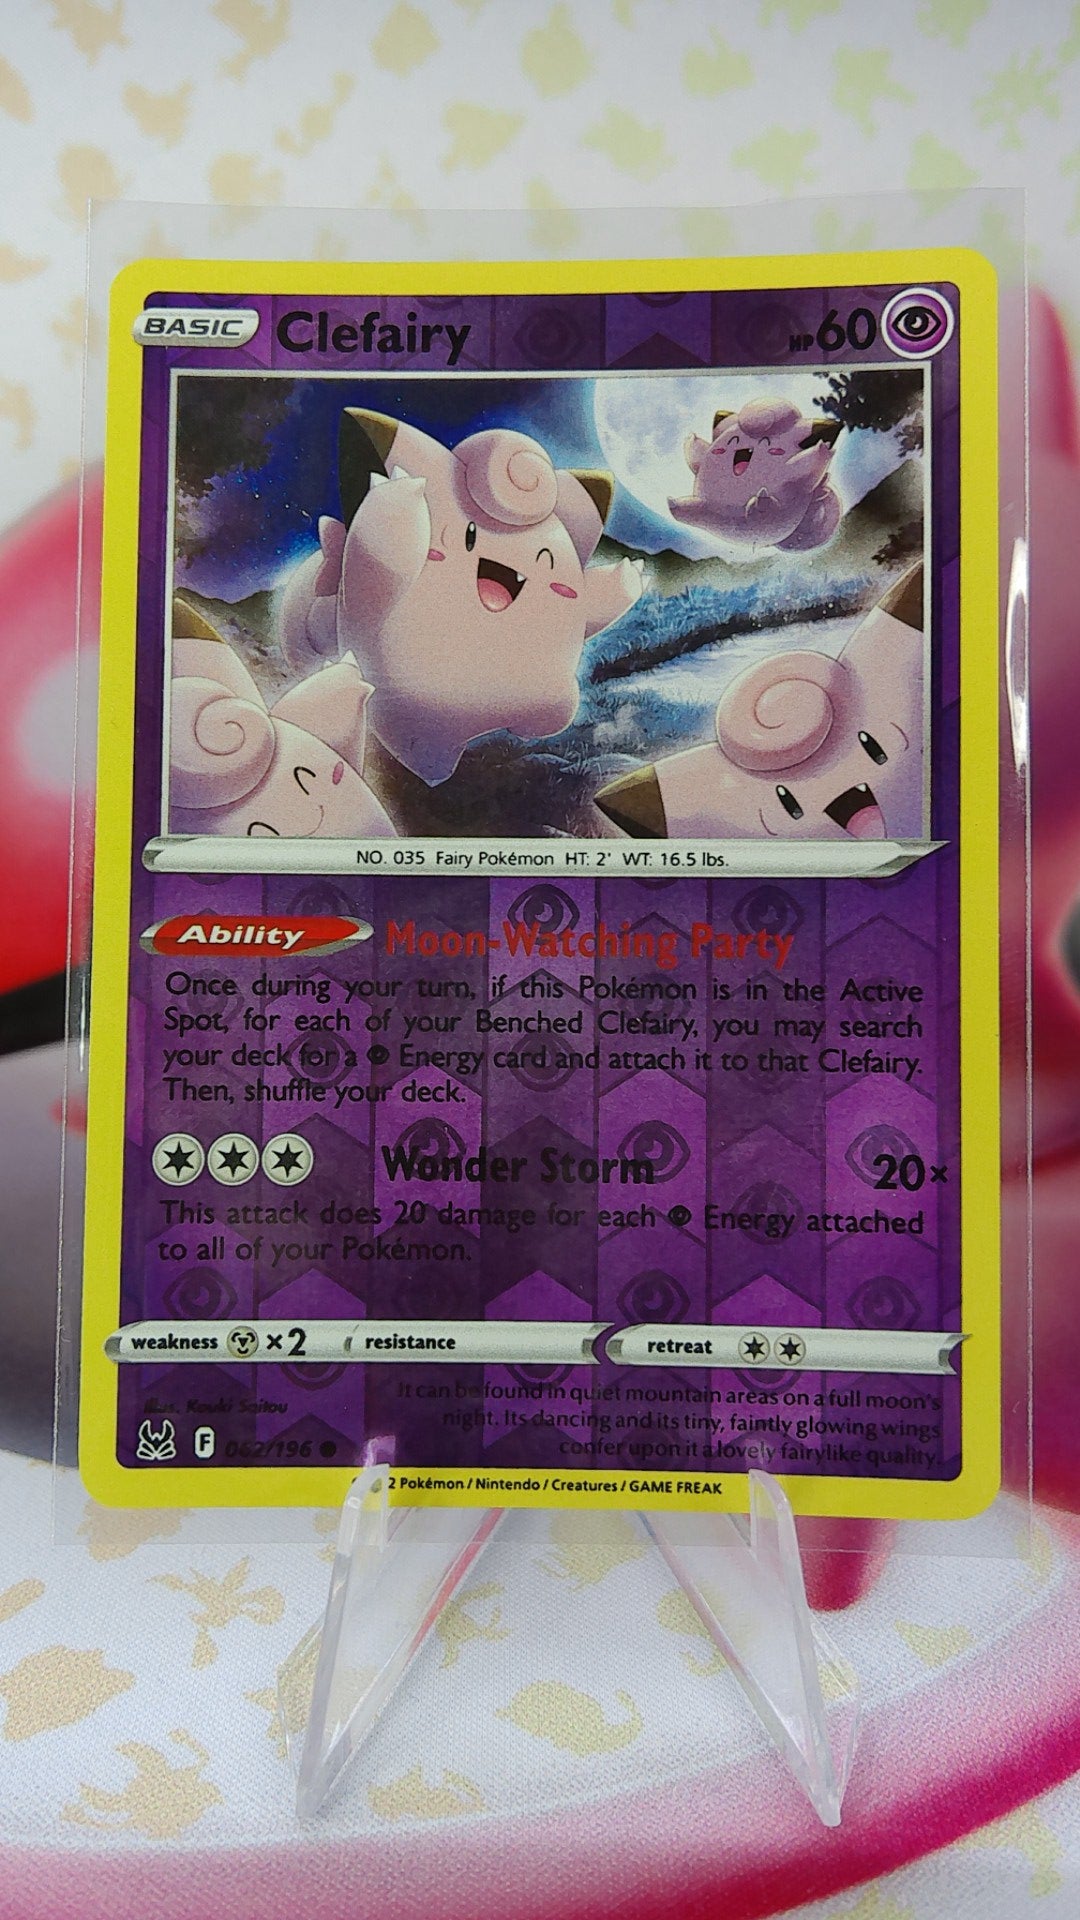 BASIC Clefairy HP60
NO. 035 Fairy Pokémon HT: 2' WT: 16.5 lbs.
Ability Moon-Watching Party
Once during your turn, if this Pokémon is in the Active
Spot, for each of your Benched Clefairy, you may search
your deck for a Energy card and attach it to that Clefairy.
Then, shuffle your deck.
Wonder Storm 20×
This attack does 20 damage for each Energy attached
to all of your Pokémon.
weakness ×2 resistance retreat
Illus. Kouki Saitou
It can be found in quiet mountain areas on a full moon's
night. Its dancing and its tiny, faintly glowing wings
confer upon it a lovely fairylike quality.
F 062/196
Pokémon / Nintendo / Creatures / GAME FREAK